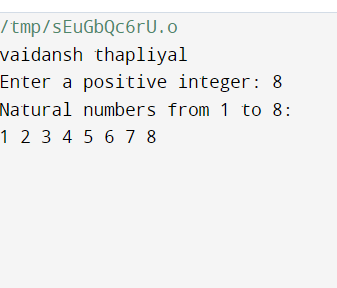 /tmp/sEuGbQc6rU.o
vaidansh thapliyal
Enter a positive integer: 8
Natural numbers from 1 to 8:
1 2 3 4 5 6 7 8